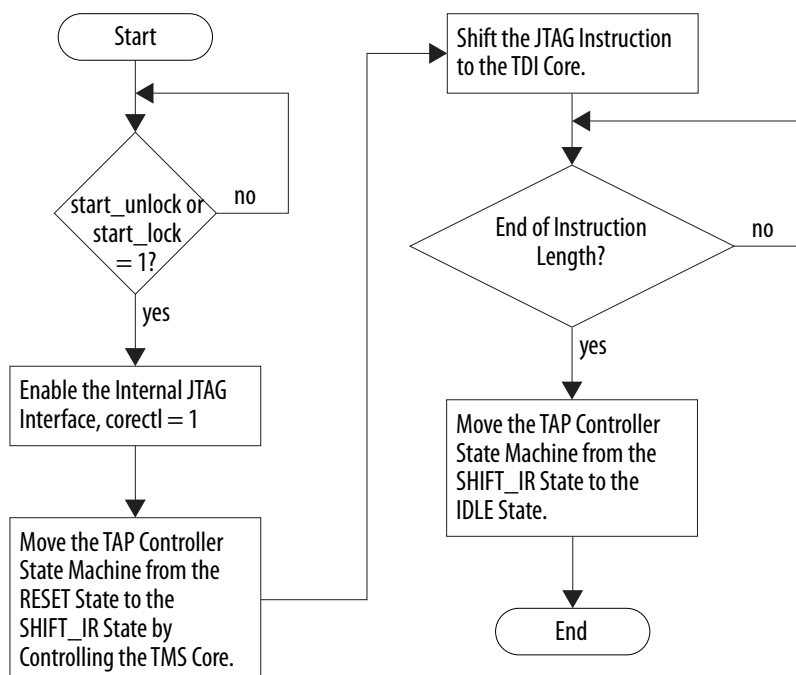 Start
start_unlock or
start_lock
= 1?
no
yes
Enable the Internal JTAG
Interface, corectl = 1
Move the TAP Controller
State Machine from the
RESET State to the
SHIFT_IR State by
Controlling the TMS Core.
Shift the JTAG Instruction
to the TDI Core.
End of Instruction
Length?
no
yes
Move the TAP Controller
State Machine from the
SHIFT_IR State to the
IDLE State.
End